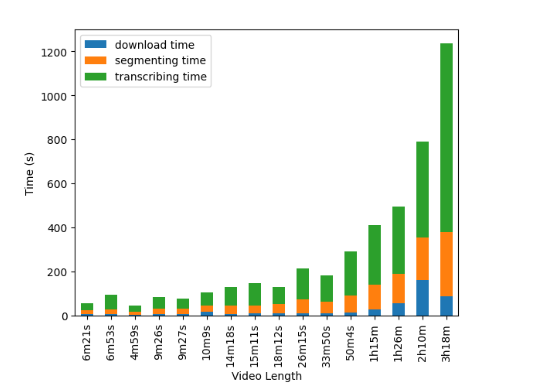 download time
segmenting time
transcribing time
1200
1000
800
600
400
200
0
Time (s)
6m21s
6m53s
4m59s
9m26s
9m27s
10m9s
14m18s
15m11s
18m12s
26m15s
33m50s
50m4s
1h15m
1h26m
2h10m
3h18m
Video Length